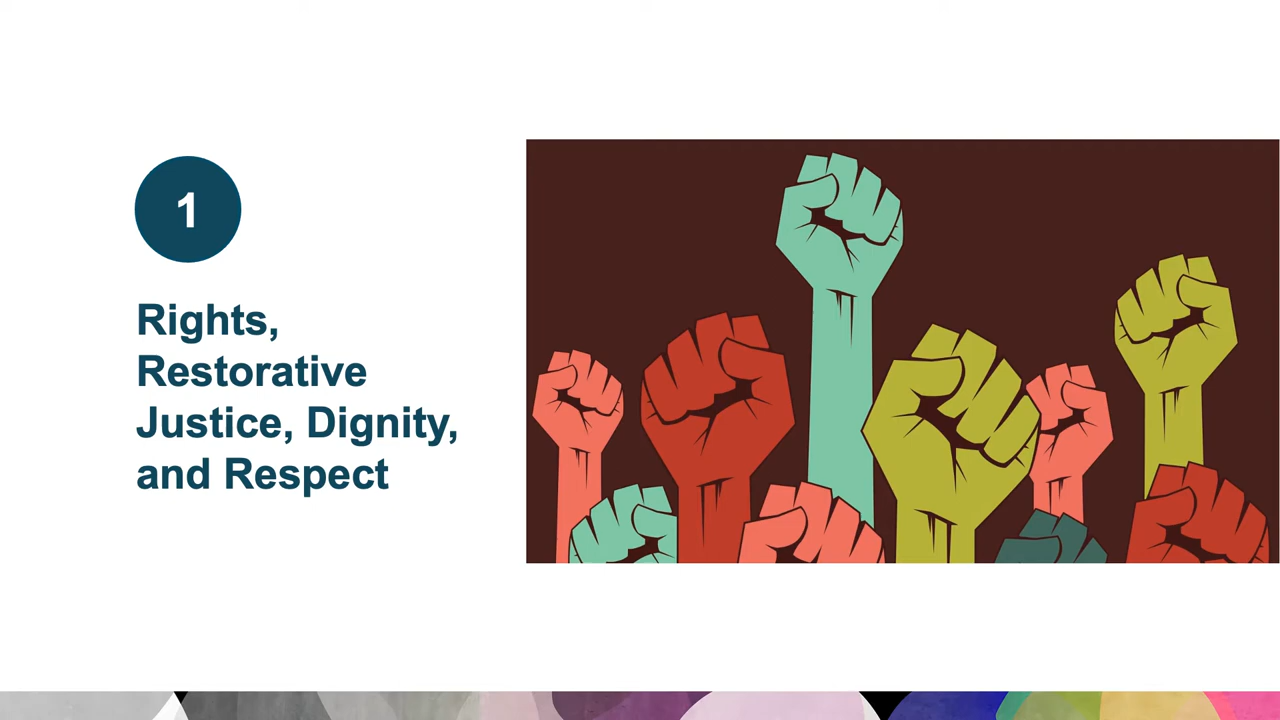 1
Rights,
Restorative
Justice, Dignity,
and Respect